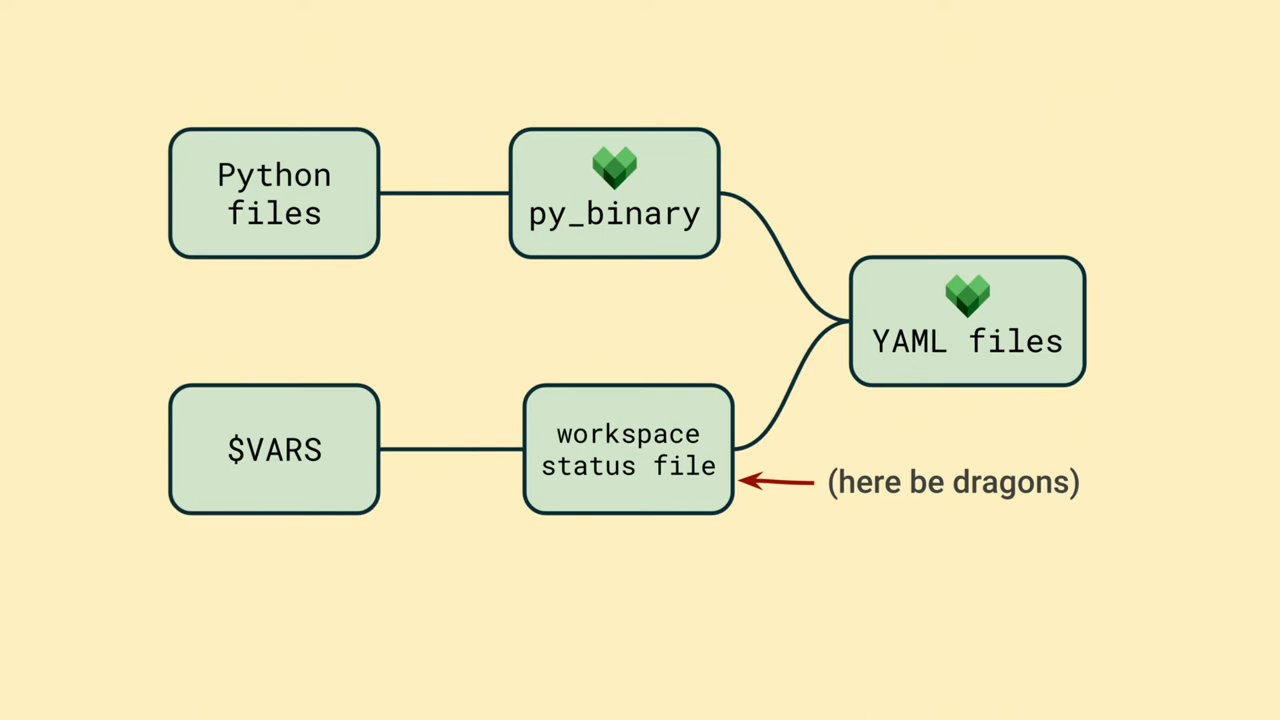 Python
files
py_binary
YAML files
$VARS
workspace
status file
(here be dragons)